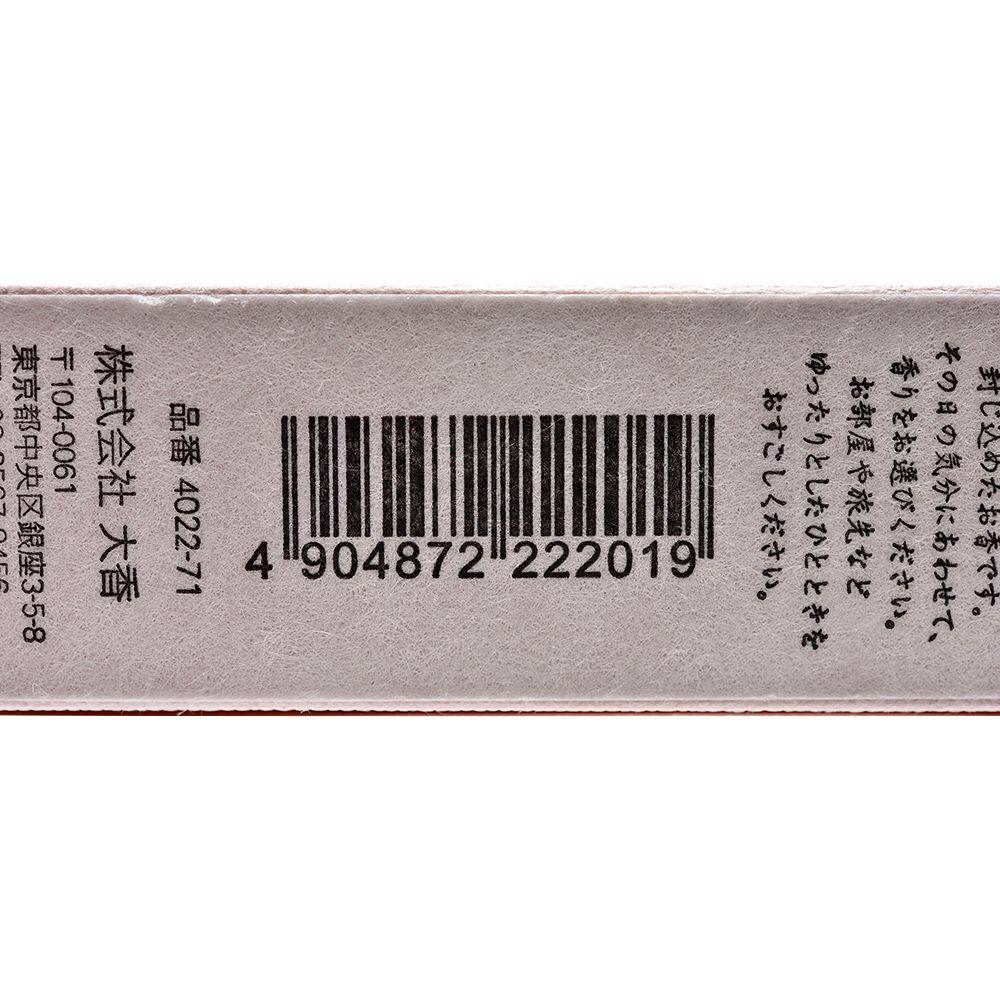 封じ込めたお香です。
その日の気分にあわせて、
香りをお選びください。
お部屋や旅先など
ゆったりとしたひとときを
おすごしください。
4 904872 222019
品番 4022-71
株式会社 大香
〒104-0061
東京都中央区銀座3-5-8